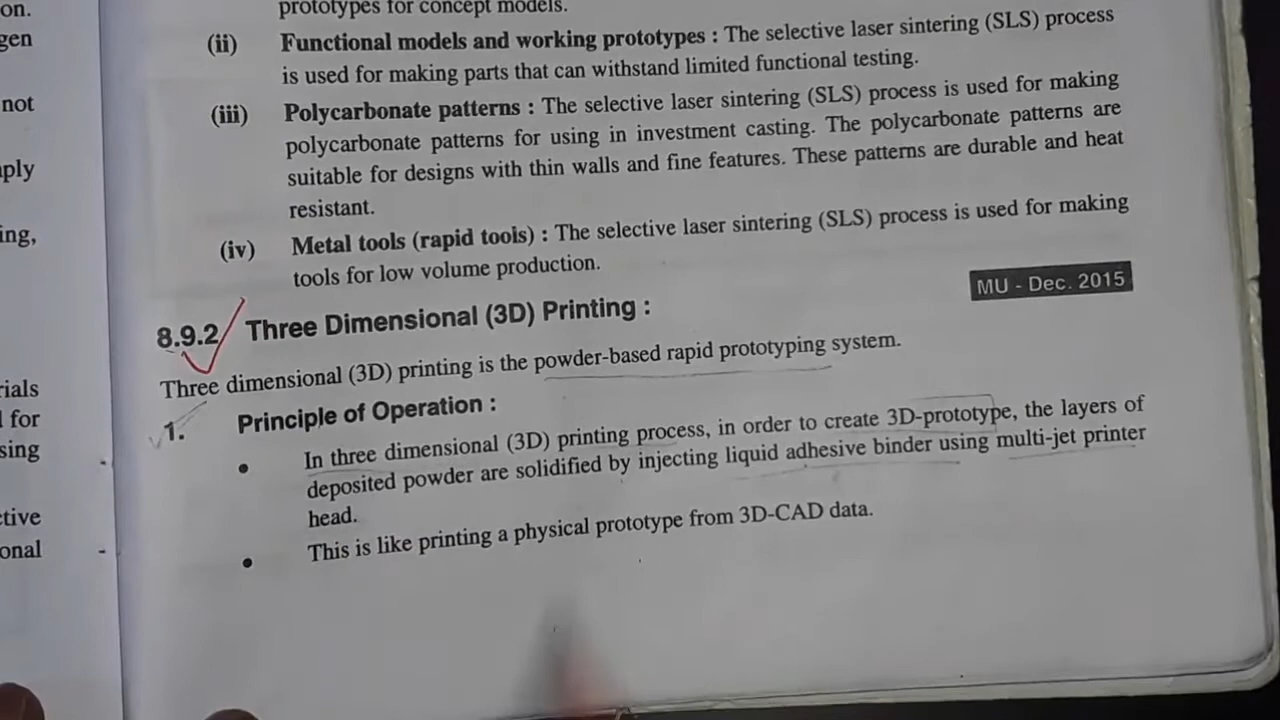 on.
gen
not
ing,
for
sing
prototypes for concept models.
(ii) Functional models and working prototypes : The selective laser sintering (SLS) process
is used for making parts that can withstand limited functional testing.
(iii) Polycarbonate patterns : The selective laser sintering (SLS) process is used for making
polycarbonate patterns for using in investment casting. The polycarbonate patterns are
suitable for designs with thin walls and fine features. These patterns are durable and heat
resistant.
(iv) Metal tools (rapid tools) : The selective laser sintering (SLS) process is used for making
tools for low volume production.
MU - Dec. 2015
8.9.2 Three Dimensional (3D) Printing :
Three dimensional (3D) printing is the powder-based rapid prototyping system.
1. Principle of Operation :
• In three dimensional (3D) printing process, in order to create 3D-prototype, the layers of
deposited powder are solidified by injecting liquid adhesive binder using multi-jet printer
head.
• This is like printing a physical prototype from 3D-CAD data.